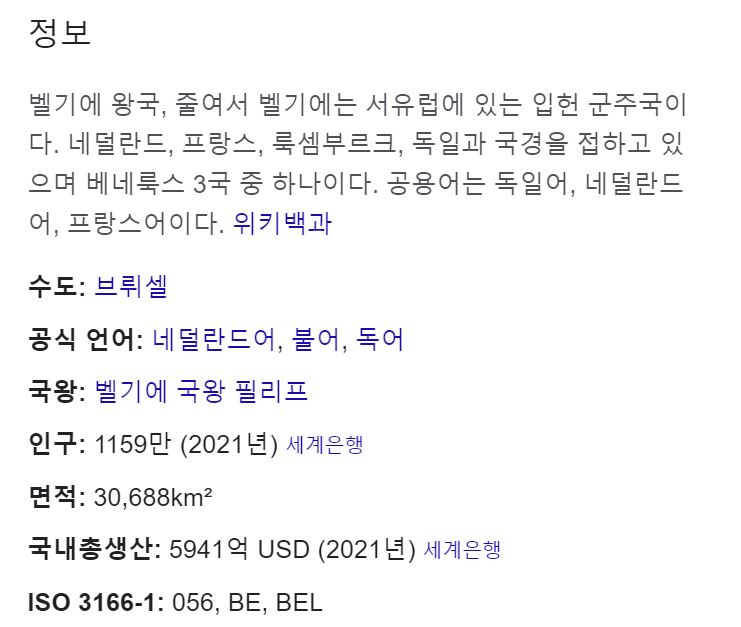 정보
벨기에 왕국, 줄여서 벨기에는 서유럽에 있는 입헌 군주국이
다. 네덜란드, 프랑스, 룩셈부르크, 독일과 국경을 접하고 있
으며 베네룩스 3국 중 하나이다. 공용어는 독일어, 네덜란드
어, 프랑스어이다. 위키백과
수도: 브뤼셀
공식 언어: 네덜란드어, 불어, 독어
국왕: 벨기에 국왕 필리프
인구: 1159만 (2021년) 세계은행
면적: 30,688km²
국내총생산: 5941억 USD (2021년) 세계은행
ISO 3166-1: 056, BE, BEL